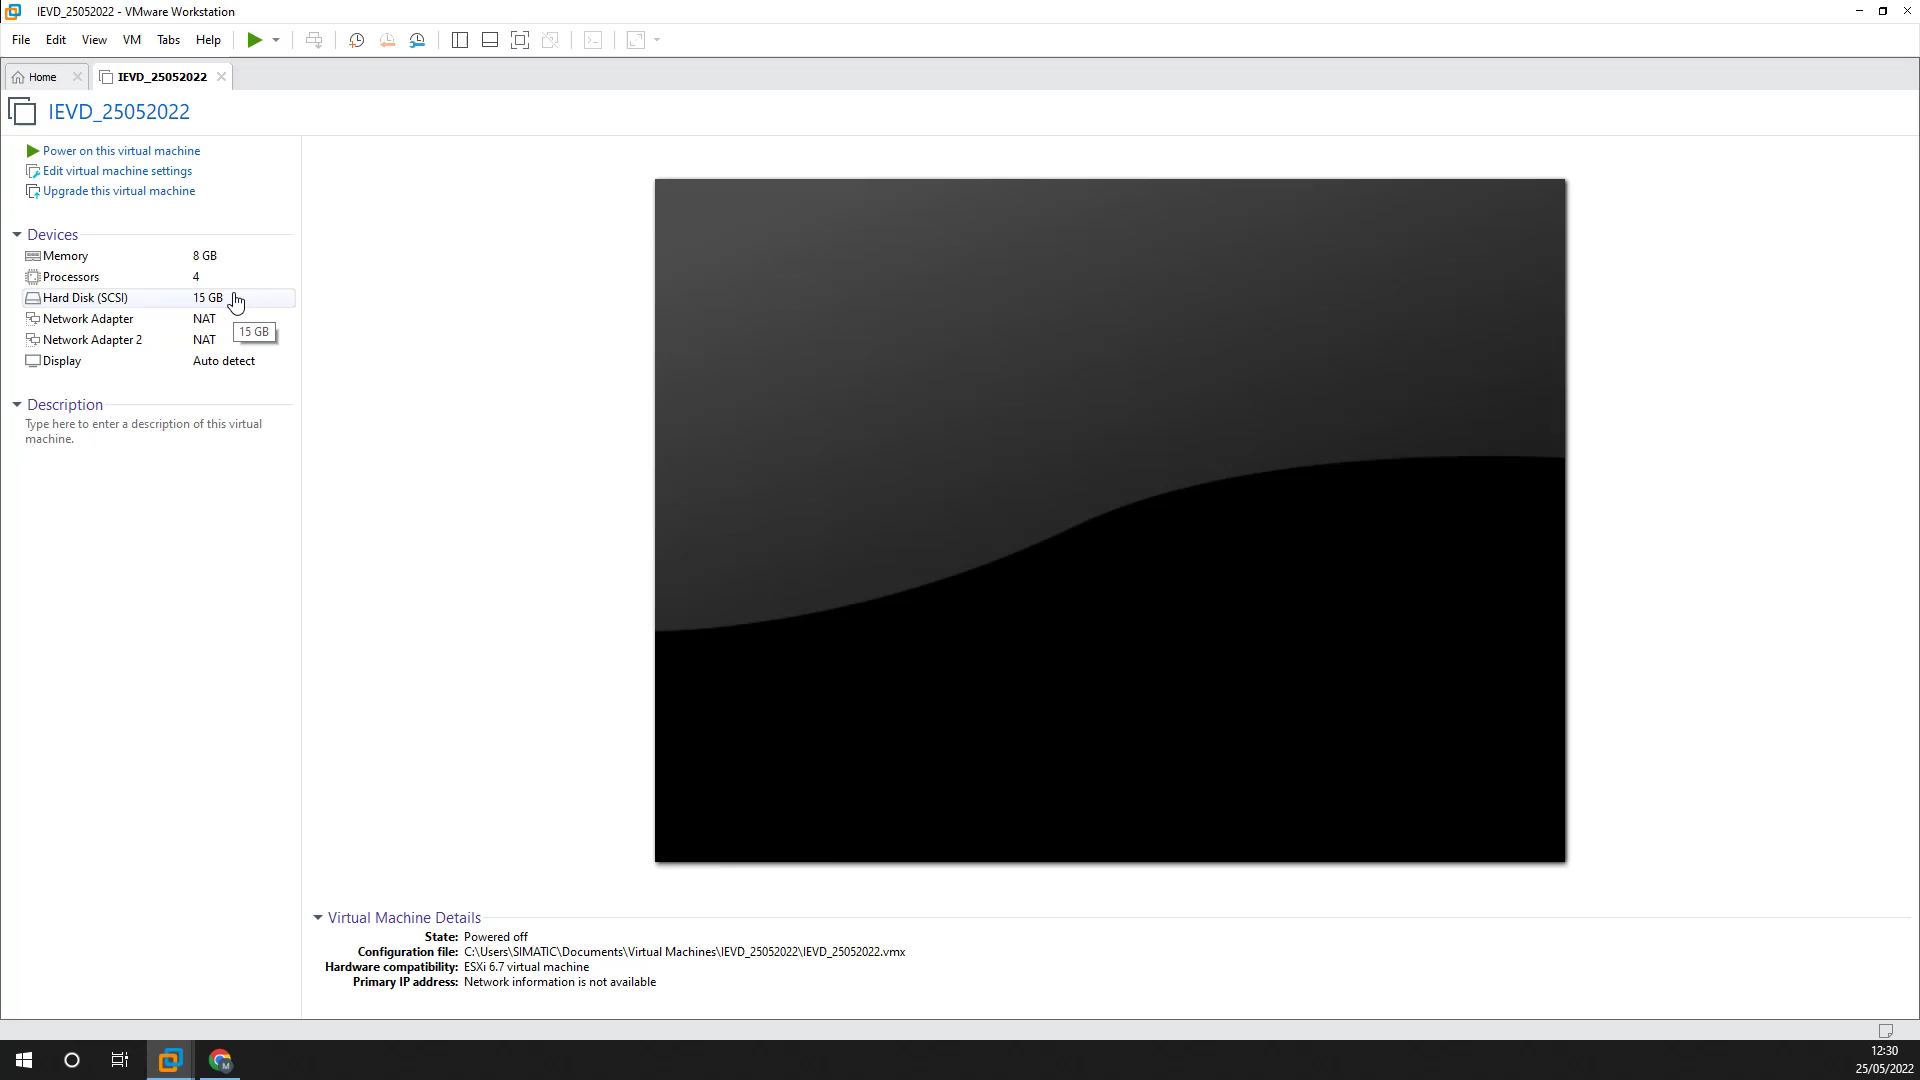 IEVD_25052022 - VMware Workstation
File Edit View VM Tabs Help
Home IEVD_25052022
IEVD_25052022
Power on this virtual machine
Edit virtual machine settings
Upgrade this virtual machine
Devices
Memory 8 GB
Processors 4
Hard Disk (SCSI) 15 GB
Network Adapter NAT
15 GB
Network Adapter 2 NAT
Display Auto detect
Description
Type here to enter a description of this virtual
machine.
Virtual Machine Details
State: Powered off
Configuration file: C:\Users\SIMATIC\Documents\Virtual Machines\IEVD_25052022\IEVD_25052022.vmx
Hardware compatibility: ESXi 6.7 virtual machine
Primary IP address: Network information is not available
M
12:30
25/05/2022